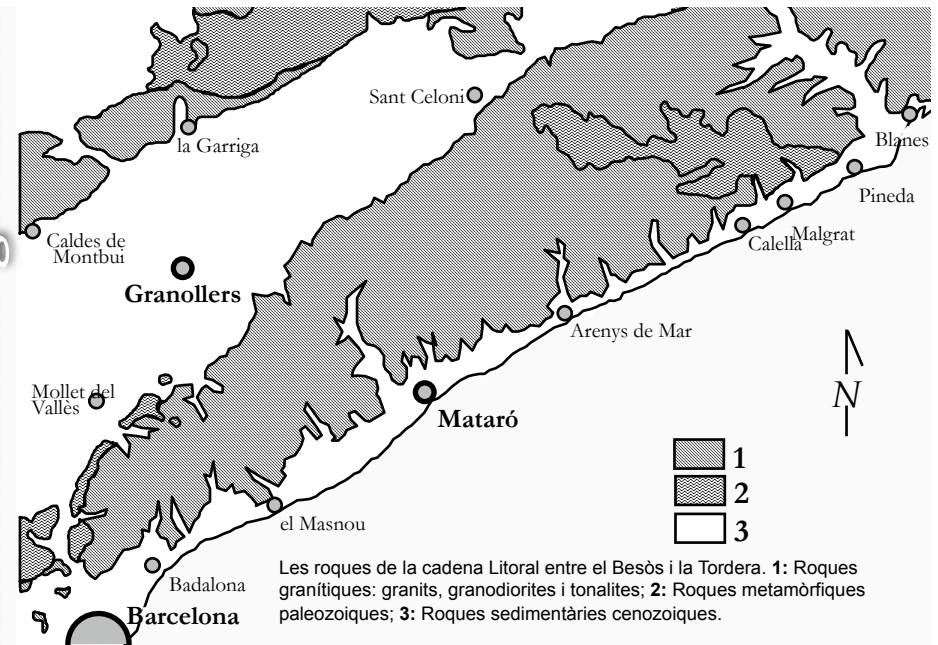 Sant Celoni
la Garriga
Blanes
Pineda
Caldes de
Montbui
Malgrat
Calella
Granollers
Arenys de Mar
Mollet del
Vallès
N
Mataró
1
2
3
el Masnou
Badalona
Barcelona
Les roques de la cadena Litoral entre el Besòs i la Tordera. 1: Roques
granítiques: granits, granodiorites i tonalites; 2: Roques metamòrfiques
paleozoiques; 3: Roques sedimentàries cenozoiques.